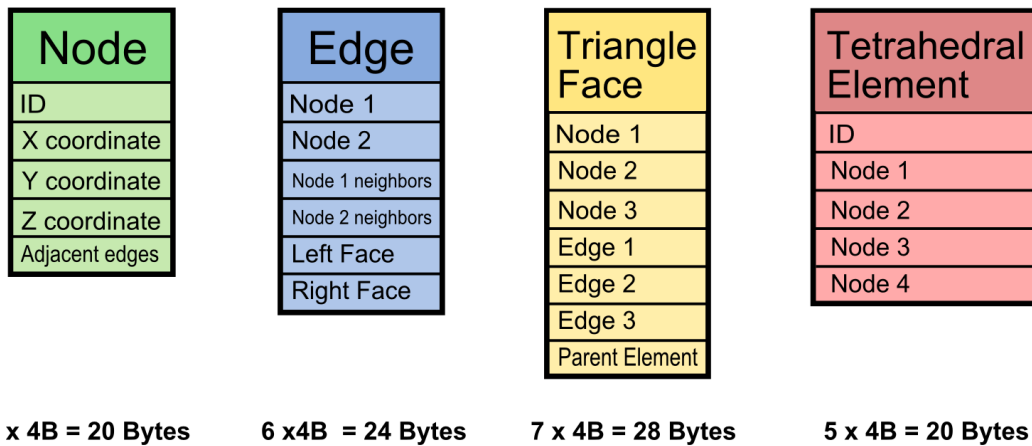 Node
ID
X coordinate
Y coordinate
Z coordinate
Adjacent edges
Edge
Node 1
Node 2
Node 1 neighbors
Node 2 neighbors
Left Face
Right Face
Triangle
Face
Node 1
Node 2
Node 3
Edge 1
Edge 2
Edge 3
Parent Element
Tetrahedral
Element
ID
Node 1
Node 2
Node 3
Node 4
x 4B = 20 Bytes
6 x4B = 24 Bytes
7 x 4B = 28 Bytes
5 x 4B = 20 Bytes